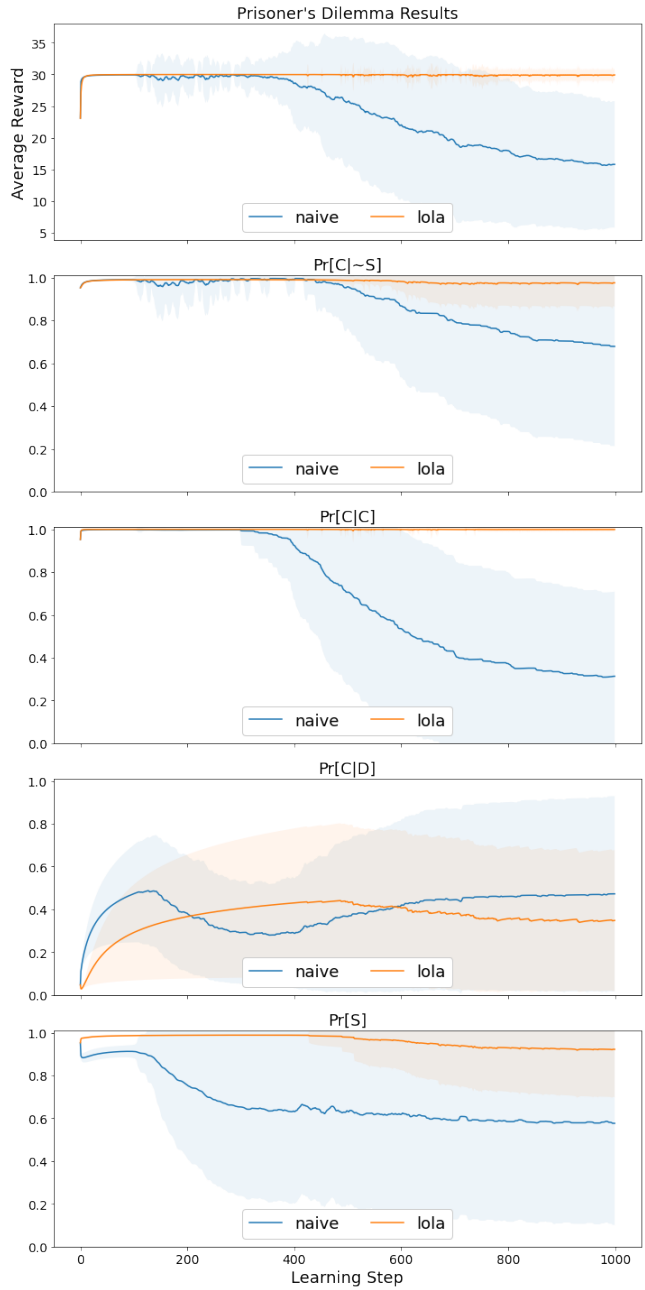 Prisoner's Dilemma Results
35
30
25
20
15
10
5
Average Reward
naive lola
Pr[C|~S]
1.0
0.8
0.6
0.4
0.2
0.0
naive lola
Pr[C|C]
1.0
0.8
0.6
0.4
0.2
0.0
naive lola
Pr[C|D]
1.0
0.8
0.6
0.4
0.2
0.0
naive lola
Pr[S]
1.0
0.8
0.6
0.4
0.2
0.0
naive lola
0 200 400 600 800 1000
Learning Step